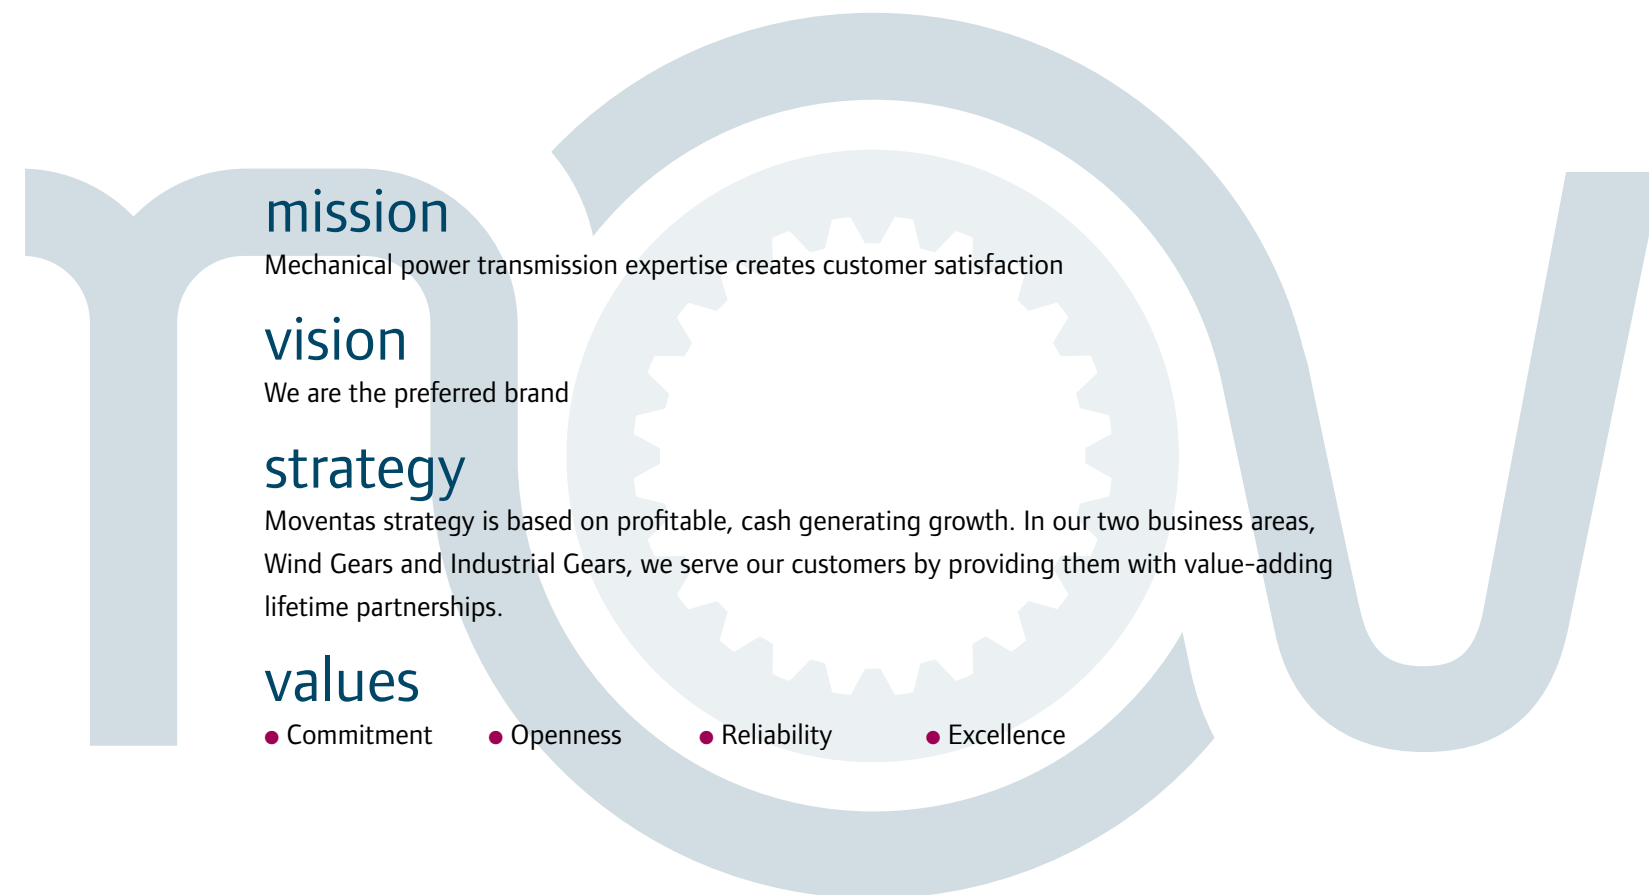 mission
Mechanical power transmission expertise creates customer satisfaction
vision
We are the preferred brand
strategy
Moventas strategy is based on profitable, cash generating growth. In our two business areas,
Wind Gears and Industrial Gears, we serve our customers by providing them with value-adding
lifetime partnerships.
values
● Commitment ● Openness ● Reliability ● Excellence